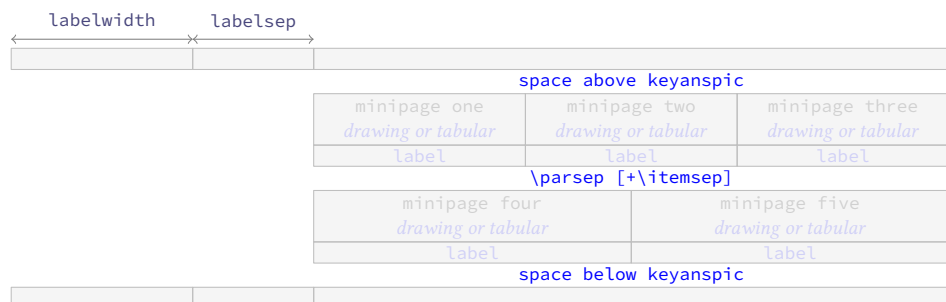 labelwidth labelsep
space above keyanspic
minipage one minipage two minipage three
drawing or tabular drawing or tabular drawing or tabular
label label label
\parsep [+\itemsep]
minipage four minipage five
drawing or tabular drawing or tabular
label label
space below keyanspic